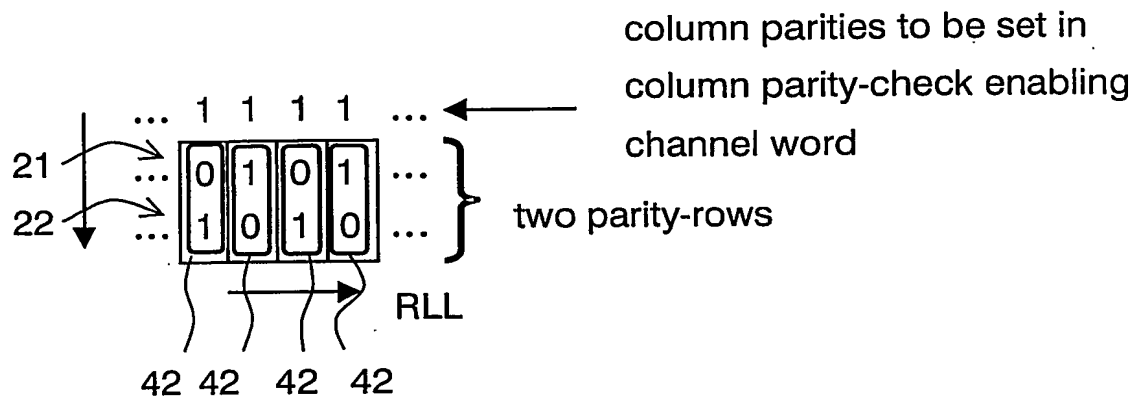 column parities to be set in
column parity-check enabling
channel word
... 1 1 1 1 ...
21 ... 0 1 0 1 ...
22 ... 1 0 1 0 ...
two parity-rows
RLL
42 42 42 42